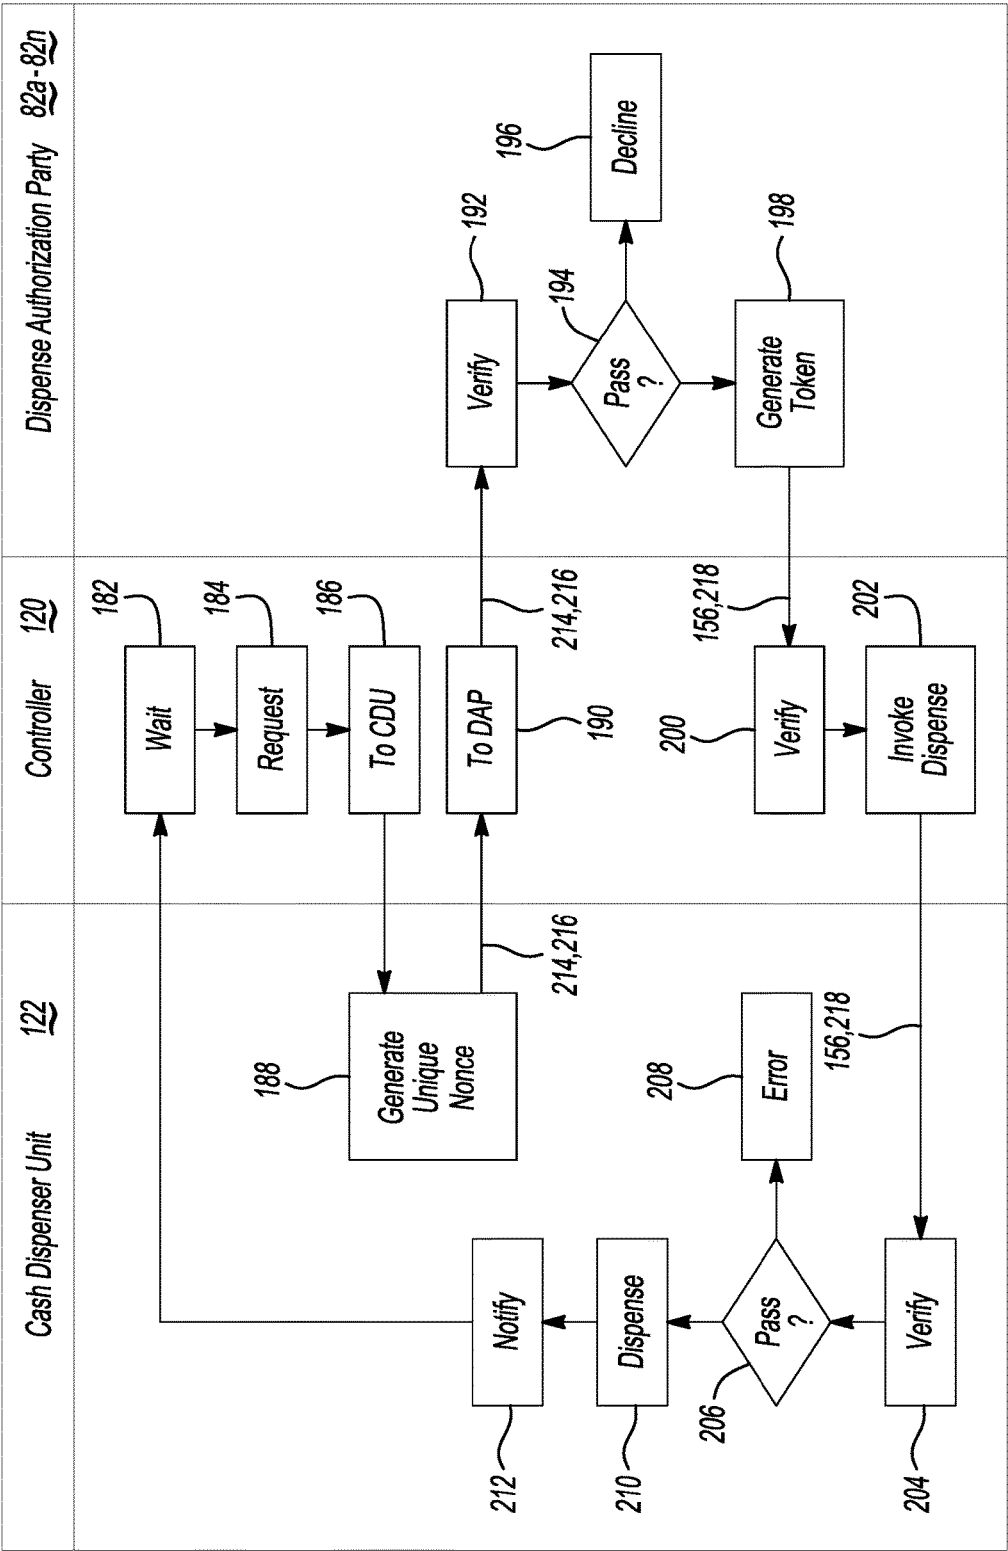 Cash Dispenser Unit 122
Controller 120
Dispense Authorization Party 82a-82n
Wait
182
Request
184
To CDU
186
188
Generate
Unique
Nonce
214,216
To DAP
190
214,216
Verify
192
Pass
?
194
Decline
196
Generate
Token
198
156,218
200
Verify
Invoke
Dispense
202
156,218
204
Verify
206
Pass
?
208
Error
210
Dispense
212
Notify